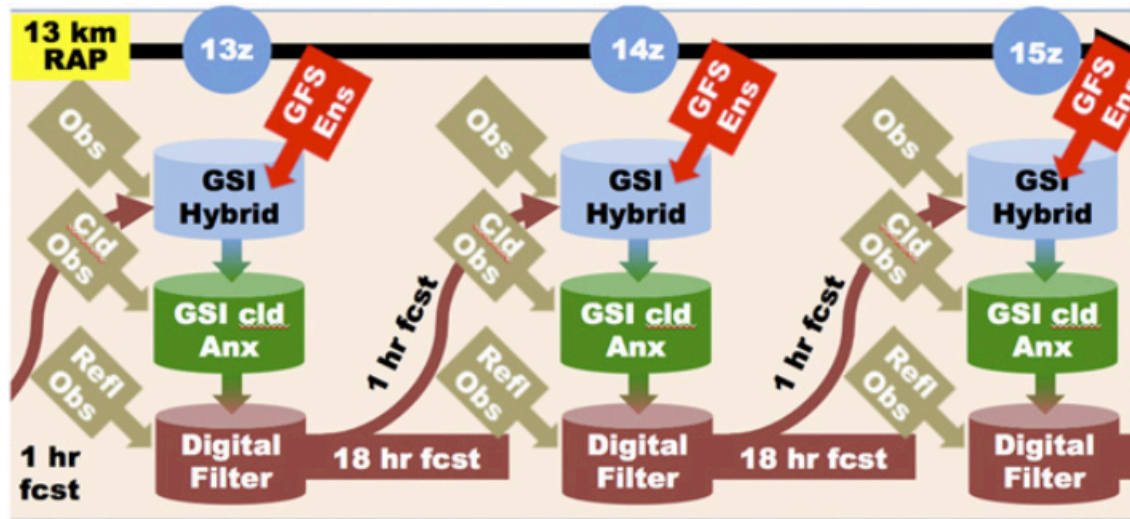 13 km
RAP
13z
14z
15z
GFS
Ens
GFS
Ens
GFS
Ens
Obs
Obs
Obs
GSI
Hybrid
GSI
Hybrid
GSI
Hybrid
Cld
Obs
Cld
Obs
Cld
Obs
GSI cld
Anx
GSI cld
Anx
GSI cld
Anx
1 hr fcst
1 hr fcst
Refl
Obs
Refl
Obs
Refl
Obs
1 hr
fcst
Digital
Filter
18 hr fcst
Digital
Filter
18 hr fcst
Digital
Filter